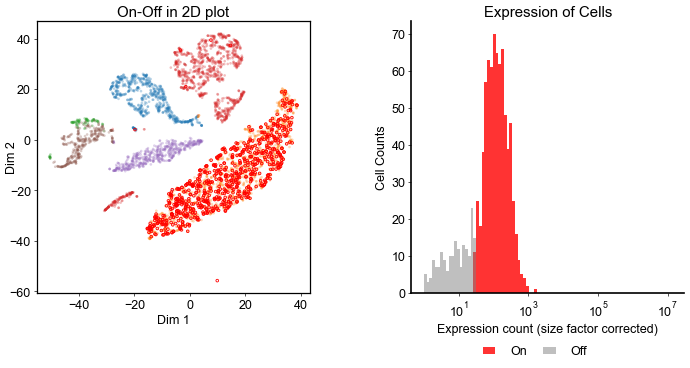 On-Off in 2D plot
40
20
0
−20
−40
−60
Dim 2
−40 −20 0 20 40
Dim 1
Expression of Cells
70
60
50
40
30
20
10
0
Cell Counts
10^1 10^3 10^5 10^7
Expression count (size factor corrected)
On Off